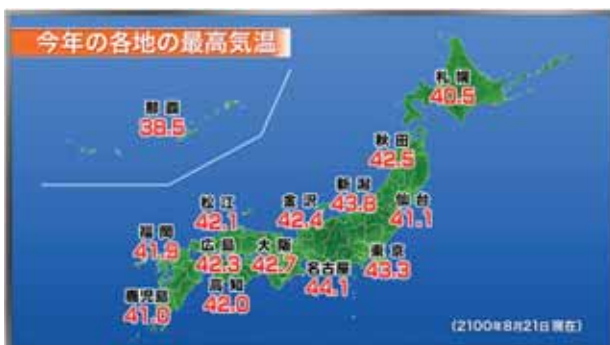 今年の各地の最高気温
札幌
40.5
那覇
38.5
秋田
42.5
新潟
43.8
仙台
41.1
金沢
42.4
松江
42.1
福岡
41.9
広島
42.3
大阪
42.7
東京
43.3
名古屋
44.1
高知
42.0
鹿児島
41.0
(2100年8月21日現在)